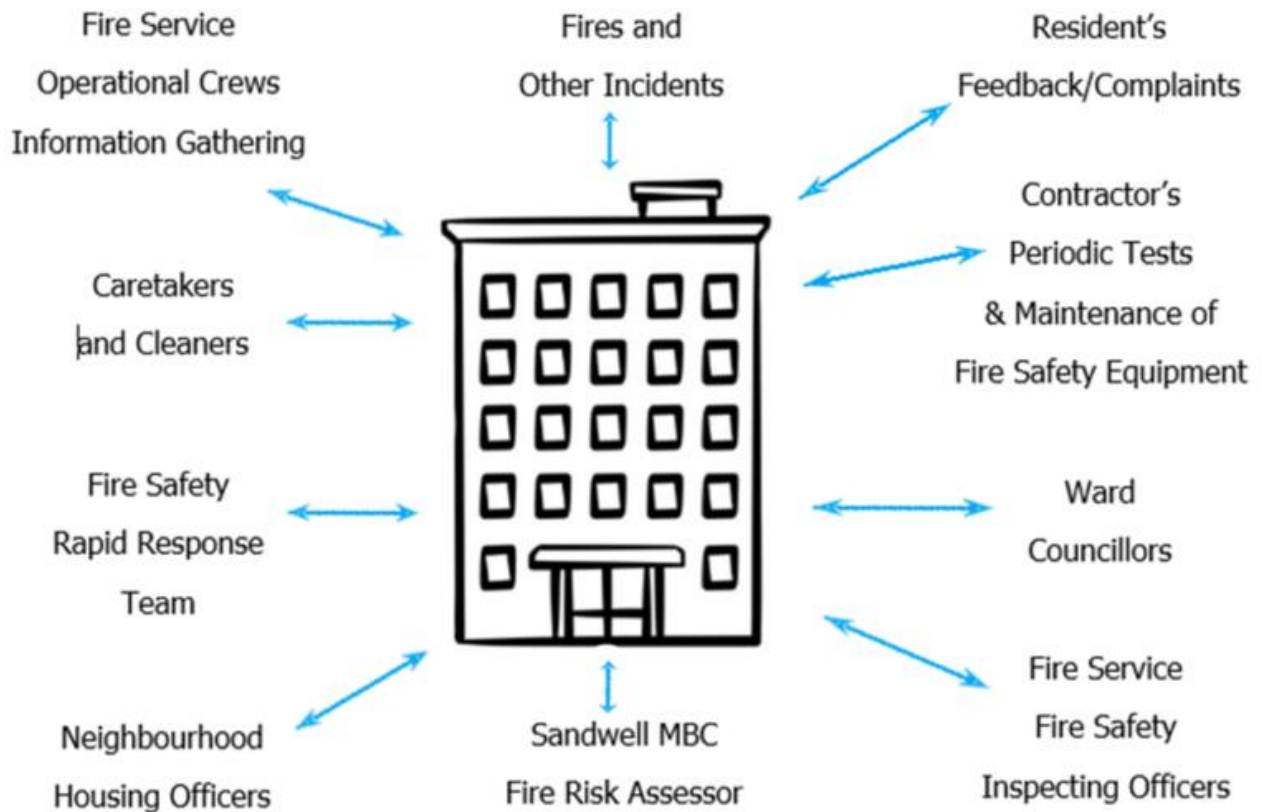 Fire Service
Operational Crews
Information Gathering
Fires and
Other Incidents
Resident's
Feedback/Complaints
Contractor's
Periodic Tests
& Maintenance of
Fire Safety Equipment
Caretakers
and Cleaners
Fire Safety
Rapid Response
Team
Ward
Councillors
Neighbourhood
Housing Officers
Sandwell MBC
Fire Risk Assessor
Fire Service
Fire Safety
Inspecting Officers